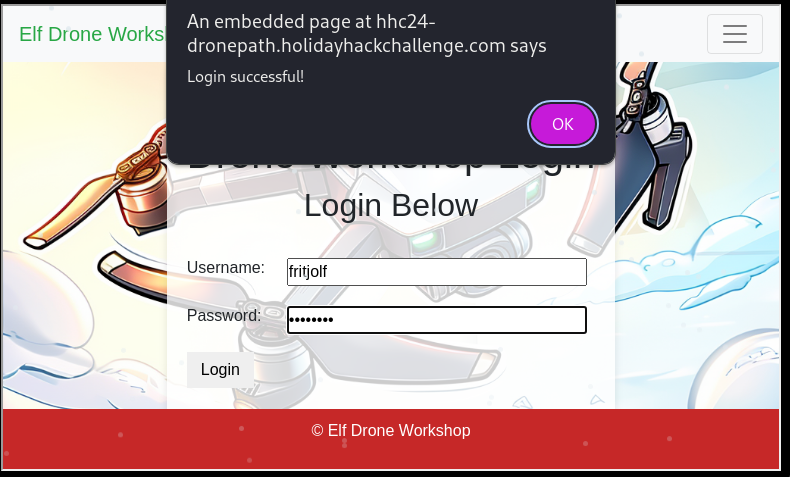 An embedded page at hhc24-
dronepath.holidayhackchallenge.com says
Login successful!
OK
Elf Drone Worksh
Drone Workshop Login
Login Below
Username:
fritjolf
Password:
••••••••
Login
© Elf Drone Workshop